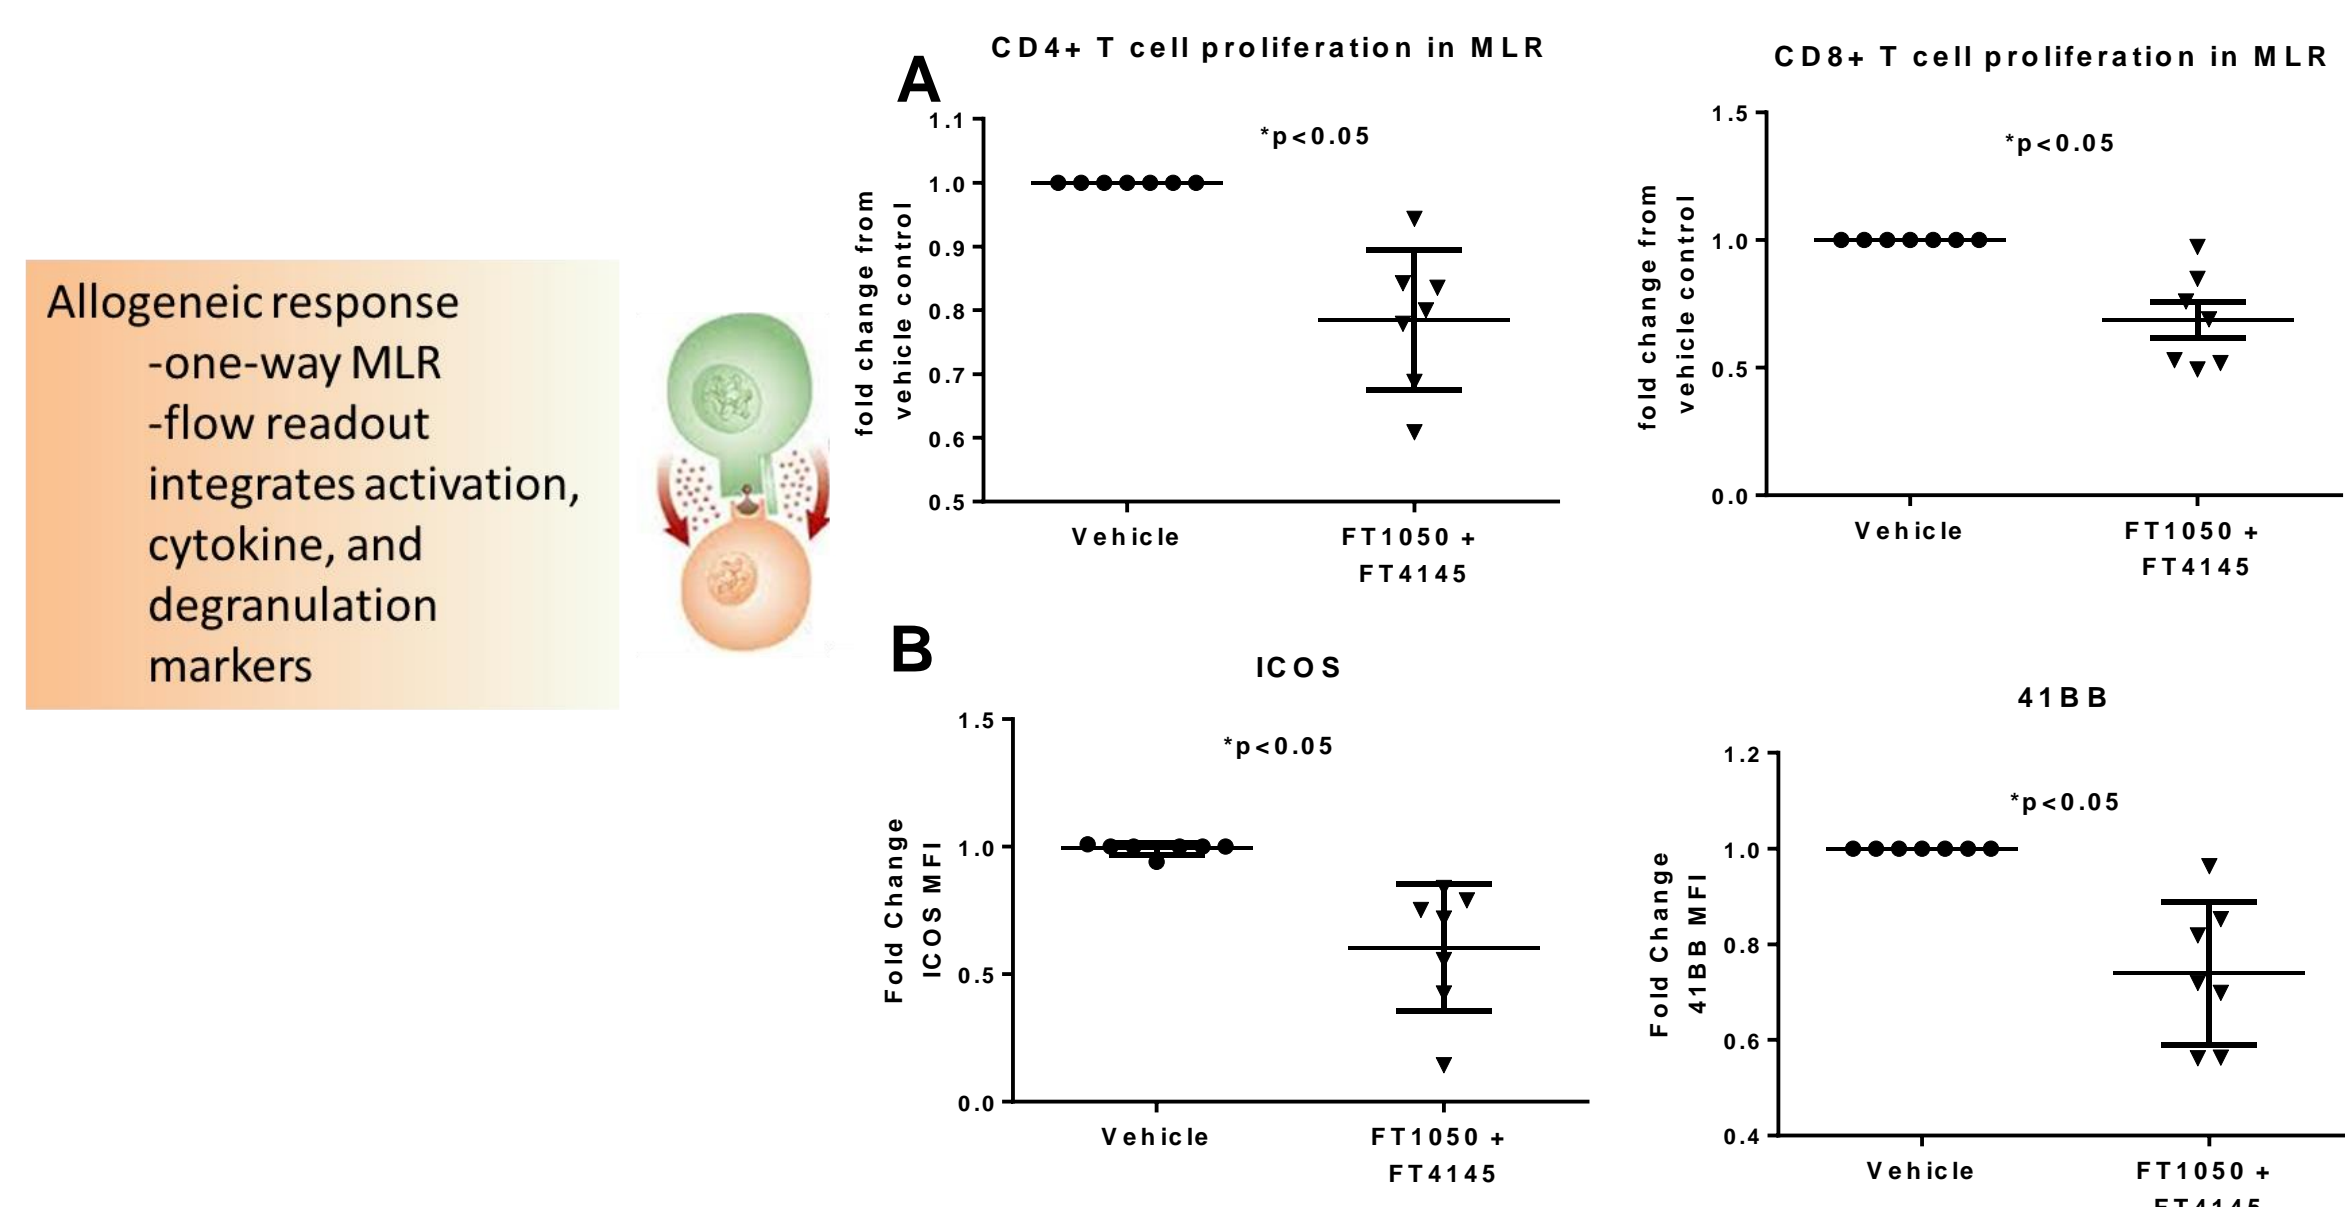 Allogeneic response
-one-way MLR
-flow readout
integrates activation,
cytokine, and
degranulation
markers
A
CD4+ T cell proliferation in MLR
*p<0.05
fold change from
vehicle control
1.1
1.0
0.9
0.8
0.7
0.6
0.5
Vehicle
FT1050 +
FT4145
CD8+ T cell proliferation in MLR
*p<0.05
fold change from
vehicle control
1.5
1.0
0.5
0.0
Vehicle
FT1050 +
FT4145
B
ICOS
*p<0.05
Fold Change
ICOS MFI
1.5
1.0
0.5
0.0
Vehicle
FT1050 +
FT4145
41BB
*p<0.05
Fold Change
41BB MFI
1.2
1.0
0.8
0.6
0.4
Vehicle
FT1050 +
FT4145